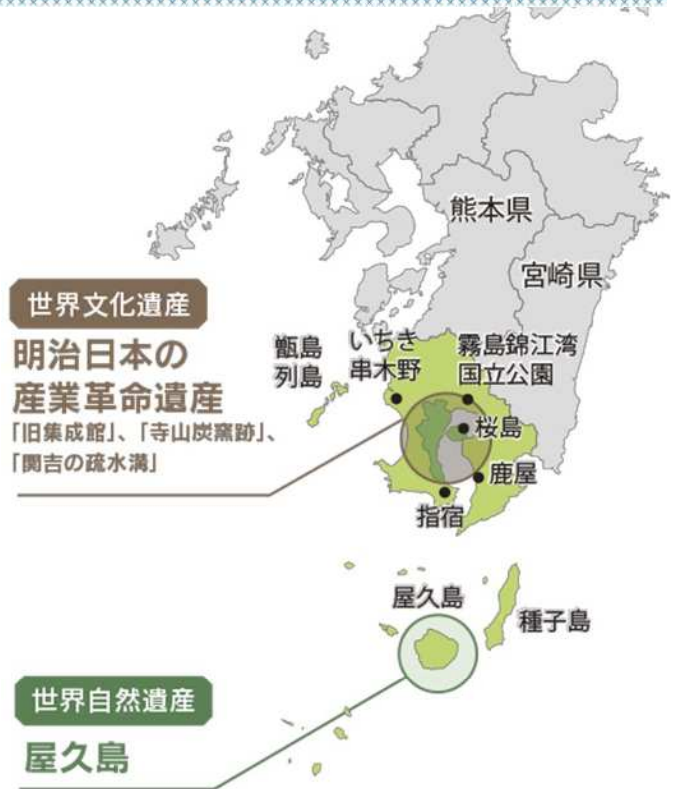 熊本県
宮崎県
世界文化遺産
明治日本の
産業革命遺産
「旧集成館」、「寺山炭窯跡」、
「関吉の疎水溝」
甑島
列島
いちき
串木野
霧島錦江湾
国立公園
桜島
鹿屋
指宿
屋久島
種子島
世界自然遺産
屋久島